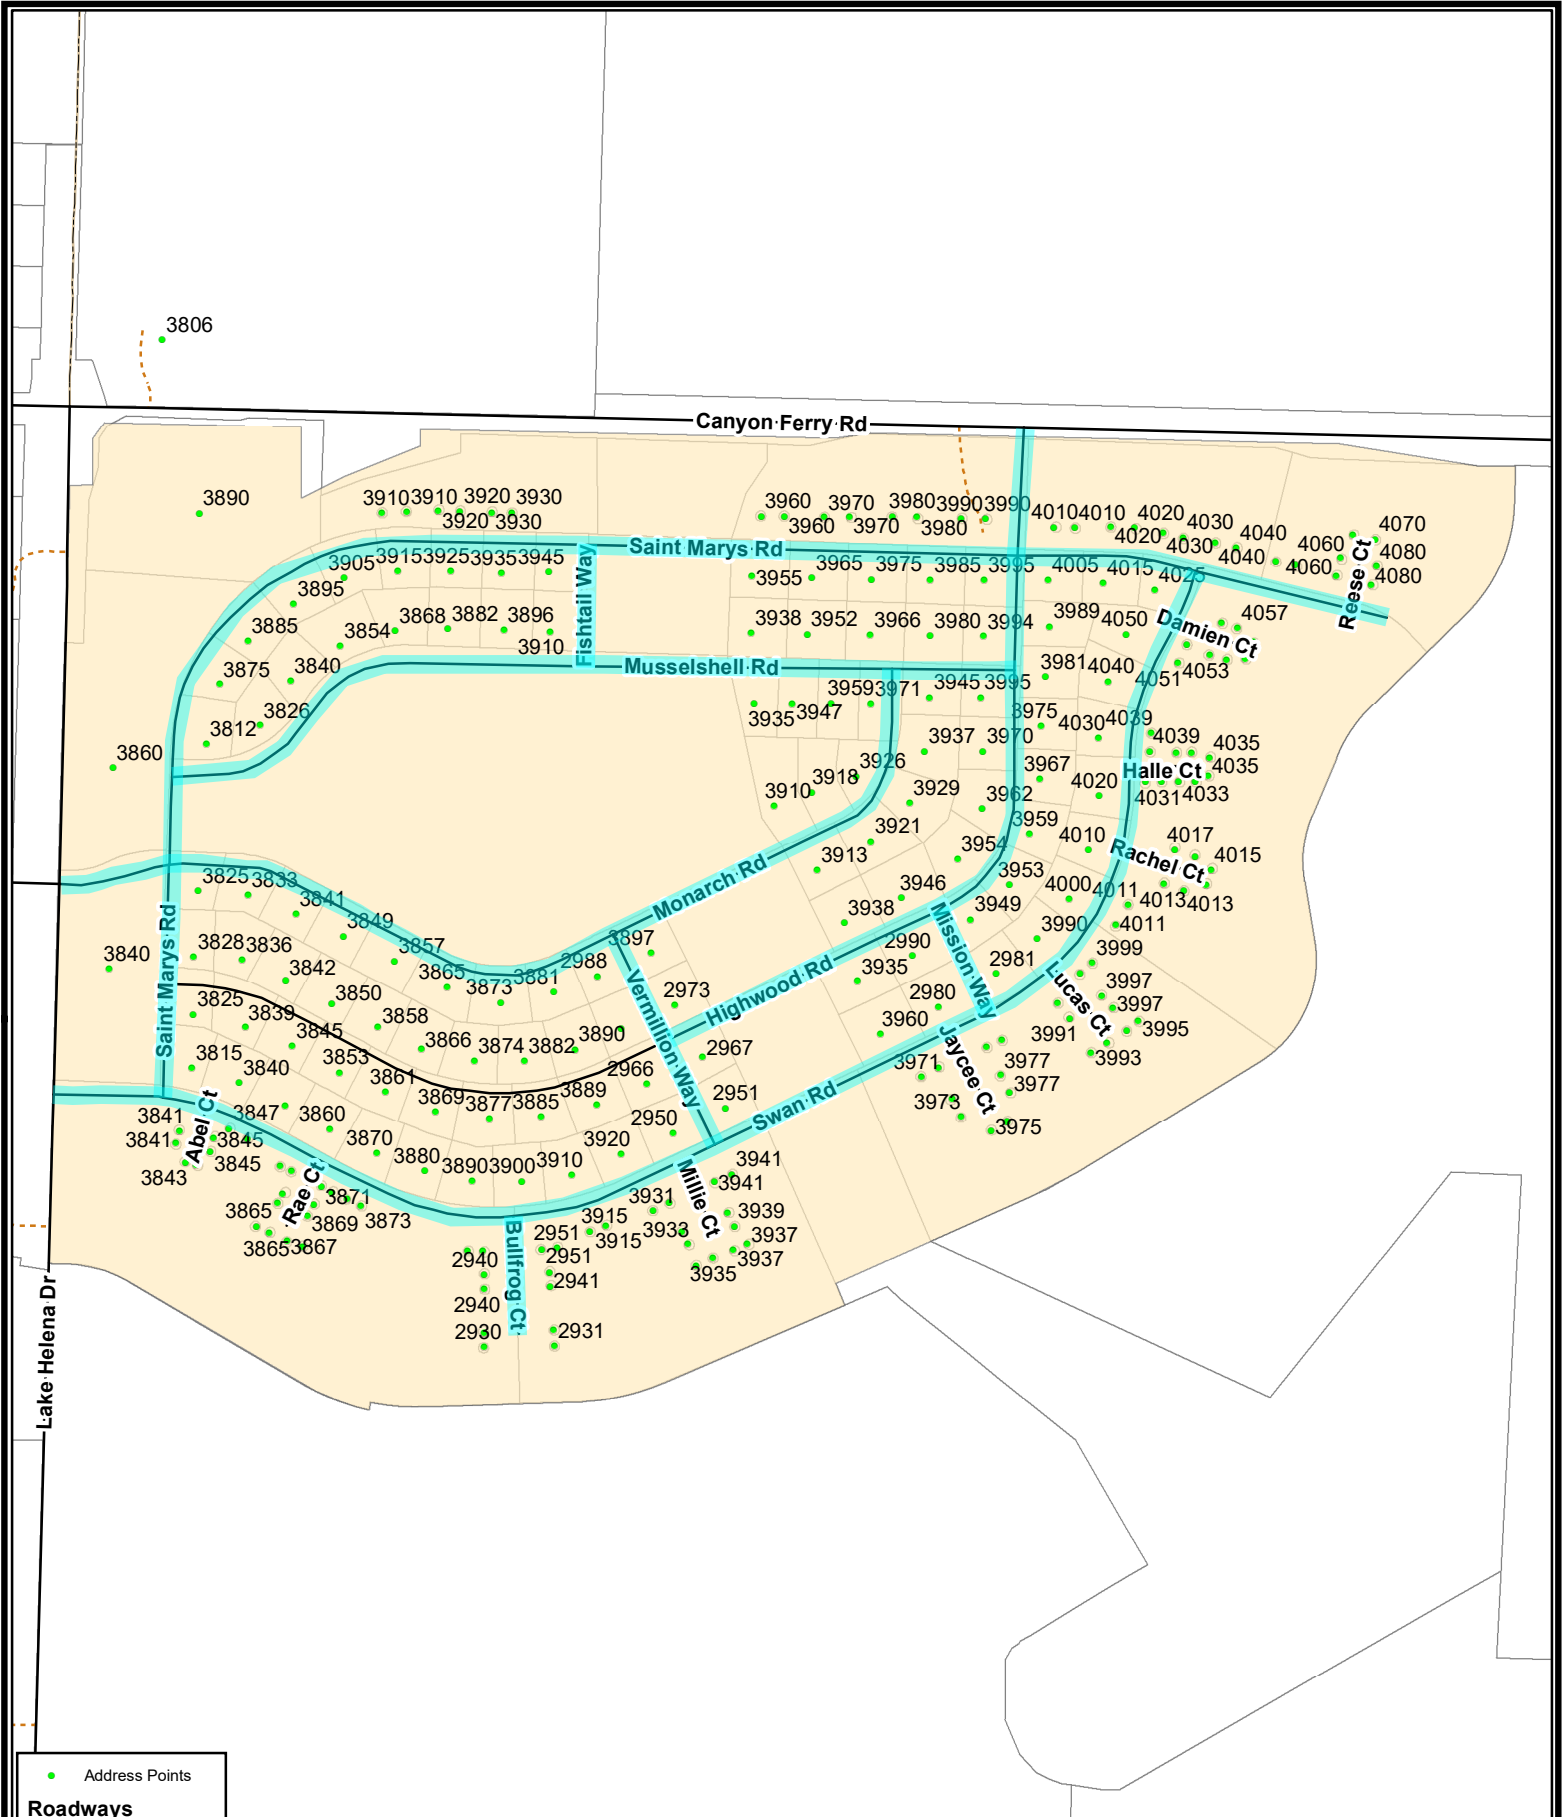 3806
Canyon Ferry Rd
3890
3910 3910 3920 3930
3920 3930
3960 3970 3980 3990 3990
3960 3970 3980
4010 4010 4020 4030 4040
4020 4030 4040
4060 4070
4060 4080
4080
Reese Ct
Saint Marys Rd
3905 3915 3925 3935 3945
3955 3965 3975 3985 3995 4005 4015 4025
3895
Fishtail Way
3885
3854 3868 3882 3896
3910
3938 3952 3966 3980 3994 3989 4050
Damien Ct
4057
3875 3840
Musselshell Rd
3981 4040 4051 4053
3812 3826
3935 3947 3959 3971 3945 3995
3975 4030 4039
4039 4035
3860
3937 3970
Halle Ct
4035
3910 3918 3926
3967 4020 4031 4033
3929 3962
3921
3959 4010
Rachel Ct
4017
4015
3913
3954
3953 4000 4011 4013 4013
4011
Monarch Rd
3825 3833
3841
3849
3946
3949
3938
Mission Way
3990
Saint Marys Rd
3840
3828 3836
3857
3897
3842
3865
3873 3881 2988
Vermillion Way
2973
Highwood Rd
3935
2990
2981
2980
3999
3997
3997
3995
Lucas Ct
3991
3993
3825
3839
3850
3845 3858
3853
3866 3874 3882 3890
3960
3815
3840
3861
3869
3877 3885 3889
2966
2967
2951
Swan Rd
3971
Jaycee Ct
3977
3977
3973
3975
3841
3841
3843
Abel Ct
3847
3845
3845
3860
3870
3880
3890 3900 3910
3920
2950
Rae Ct
3871
3865
3869
3873
3865 3867
Millie Ct
3941
3941
3931
3939
3933
3937
3937
3935
Bullfrog Ct
3915
3915
2951
2951
2940
2941
2940
2930
2931
Lake Helena Dr
Address Points
Roadways